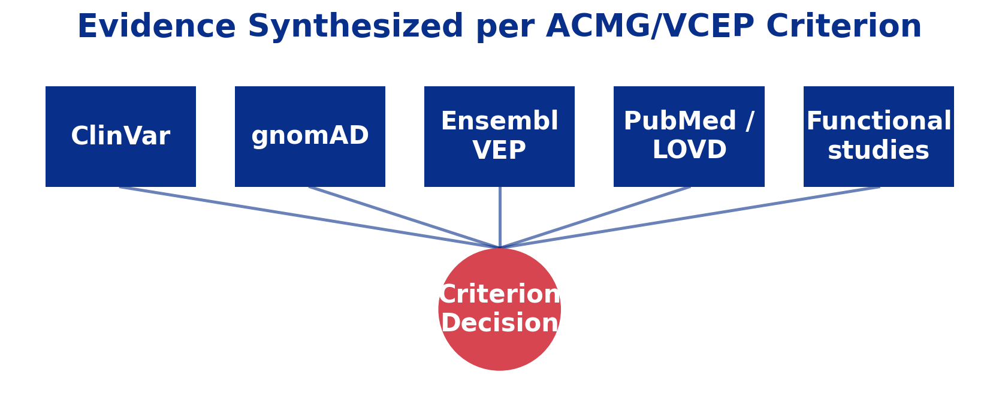 Evidence Synthesized per ACMG/VCEP Criterion
ClinVar
gnomAD
Ensembl
VEP
PubMed /
LOVD
Functional
studies
Criterion
Decision